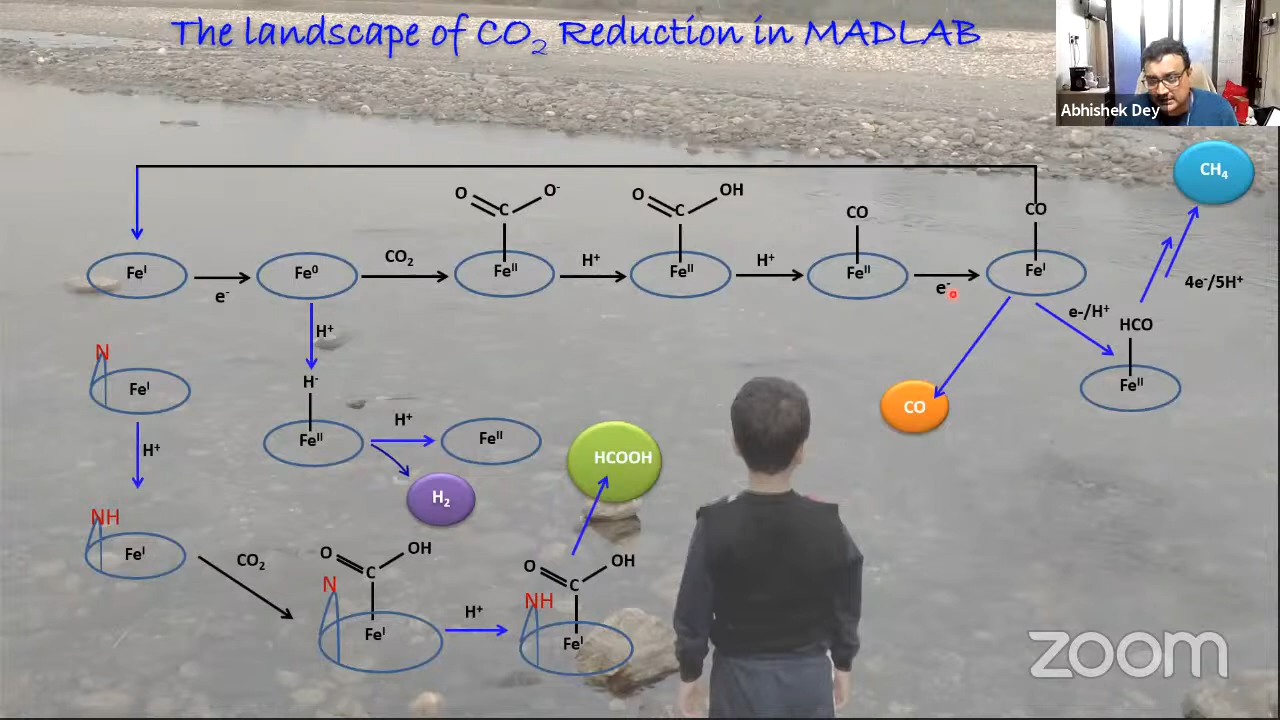 The landscape of CO₂ Reduction in MADLAB
Abhishek Dey
CH₄
O O⁻
C
O OH
C
CO
CO
Feᴵ
e⁻
Fe⁰
CO₂
Feᴵᴵ
H⁺
Feᴵᴵ
H⁺
Feᴵᴵ
e⁻
Feᴵ
4e⁻/5H⁺
e-/H⁺
HCO
H⁺
N
Feᴵ
H⁻
Feᴵᴵ
CO
H⁺
Feᴵᴵ
H⁺
Feᴵᴵ
HCOOH
H₂
NH
Feᴵ
CO₂
O OH
C
N
Feᴵ
H⁺
O OH
C
NH
Feᴵ
zoom